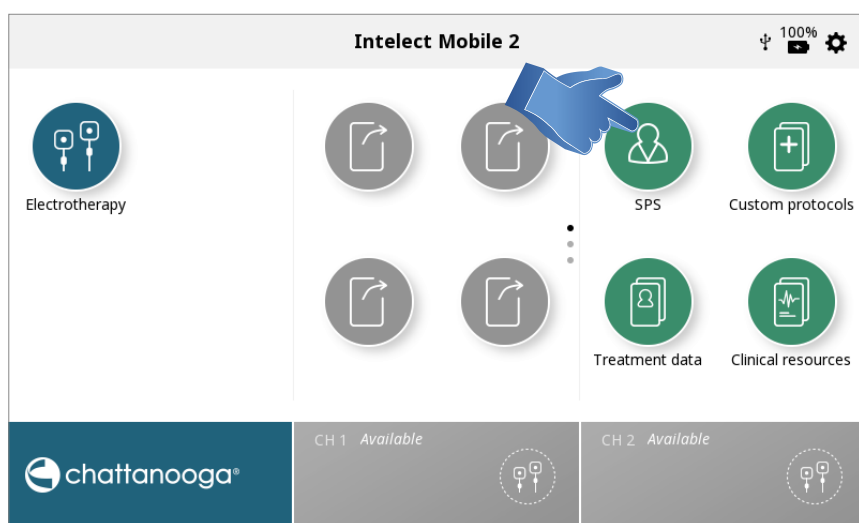 Intelect Mobile 2
100%
Electrotherapy
SPS
Custom protocols
Treatment data
Clinical resources
chattanooga®
CH 1 Available
CH 2 Available